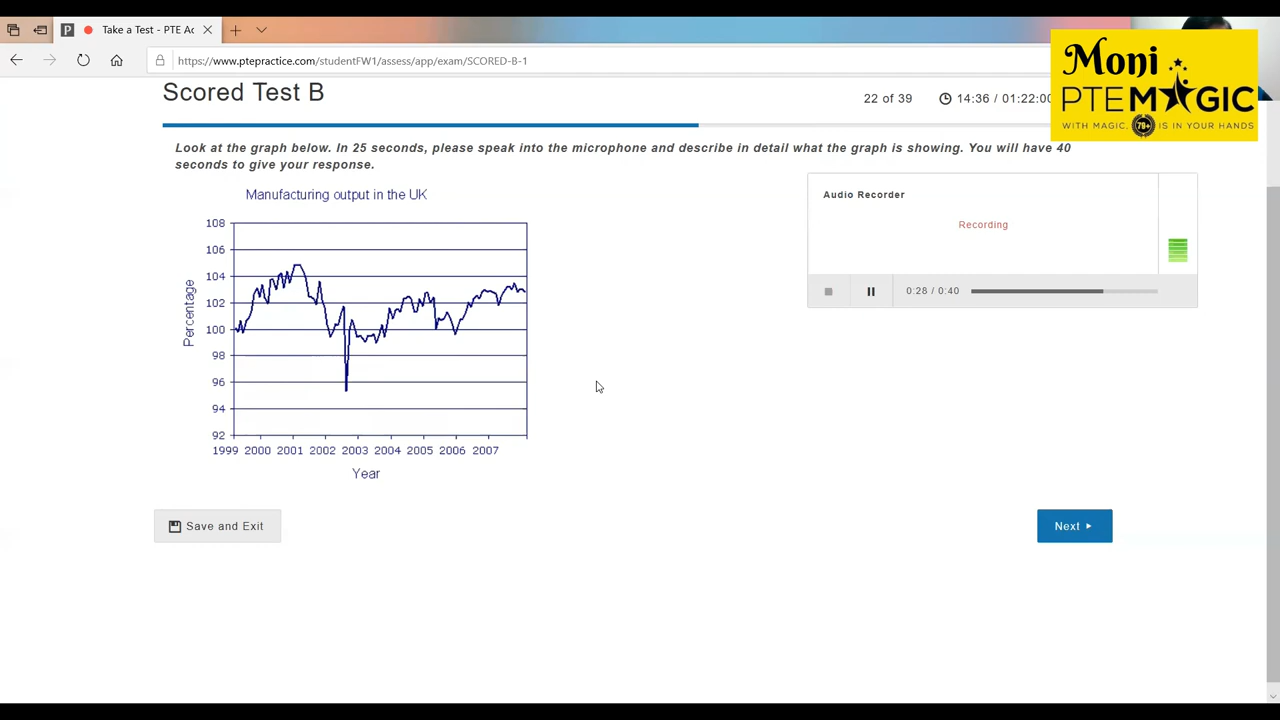 Take a Test - PTE Ac
https://www.ptepractice.com/studentFW1/assess/app/exam/SCORED-B-1
Moni
PTE MAGIC
WITH MAGIC, 79+ IS IN YOUR HANDS
Scored Test B
22 of 39
14:36 / 01:22:00
Look at the graph below. In 25 seconds, please speak into the microphone and describe in detail what the graph is showing. You will have 40
seconds to give your response.
Manufacturing output in the UK
108
106
104
102
100
98
96
94
92
Percentage
1999 2000 2001 2002 2003 2004 2005 2006 2007
Year
Audio Recorder
Recording
0:28 / 0:40
Save and Exit
Next